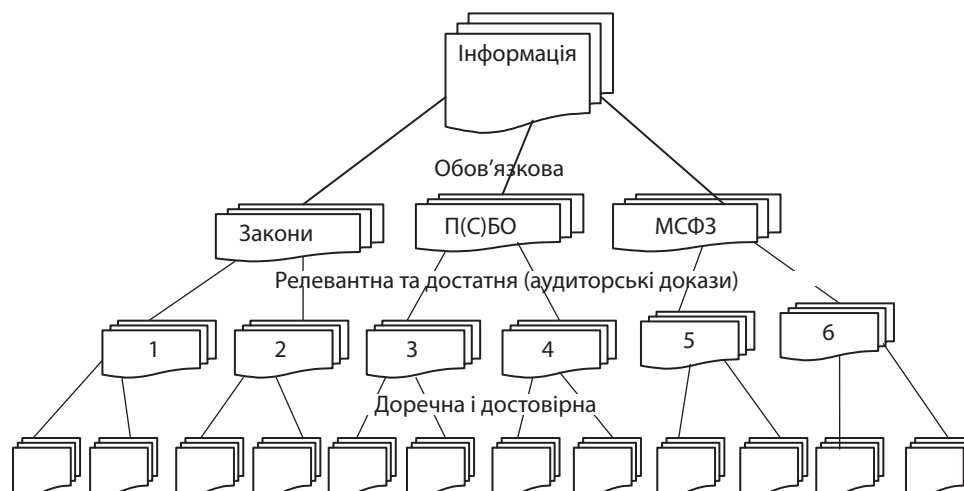 Інформація
Обов’язкова
Закони
П(С)БО
МСФЗ
Релевантна та достатня (аудиторські докази)
1
2
3
4
5
6
Доречна і достовірна